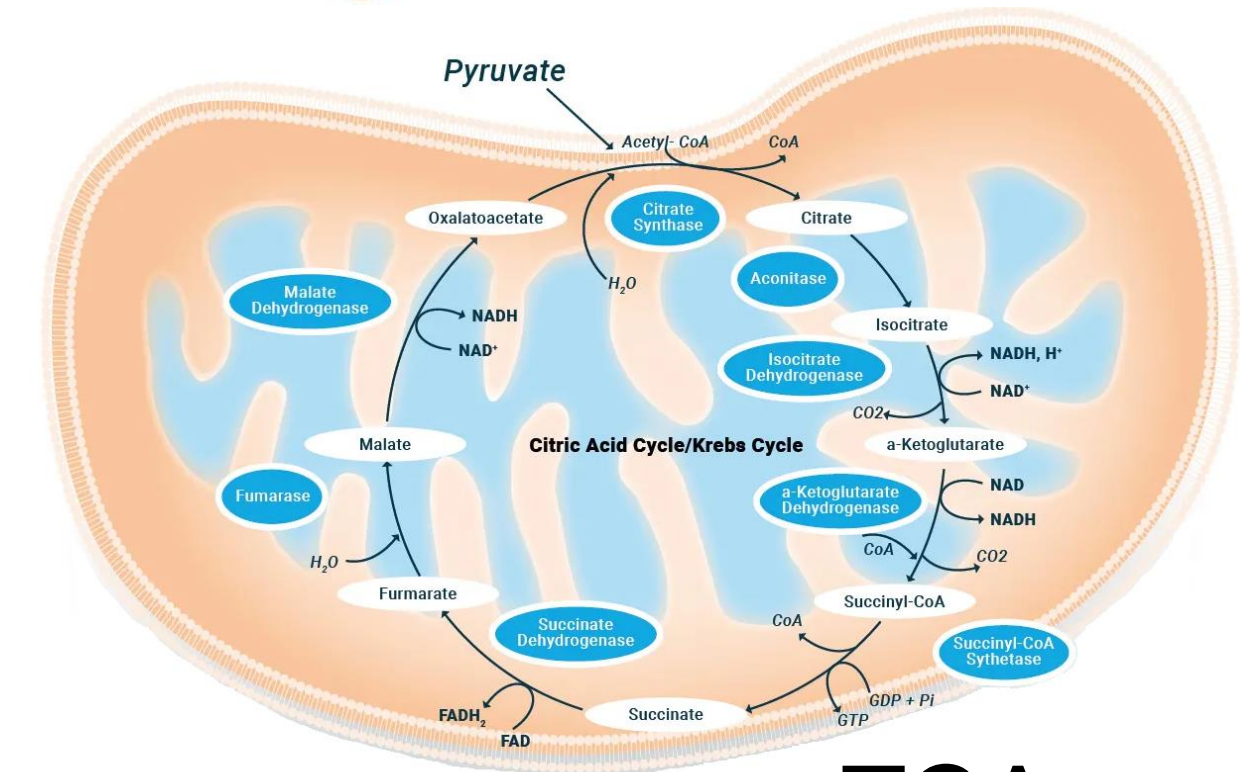 Pyruvate
Acetyl- CoA
CoA
Oxalatoacetate
Citrate
Synthase
Citrate
H₂O
Aconitase
Malate
Dehydrogenase
NADH
NAD⁺
Isocitrate
Isocitrate
Dehydrogenase
NADH, H⁺
NAD⁺
CO2
Malate
Citric Acid Cycle/Krebs Cycle
a-Ketoglutarate
Fumarase
a-Ketoglutarate
Dehydrogenase
NAD
NADH
CoA
CO2
H₂O
Furmarate
Succinyl-CoA
Succinate
Dehydrogenase
CoA
Succinyl-CoA
Sythetase
FADH₂
FAD
Succinate
GDP + Pi
GTP